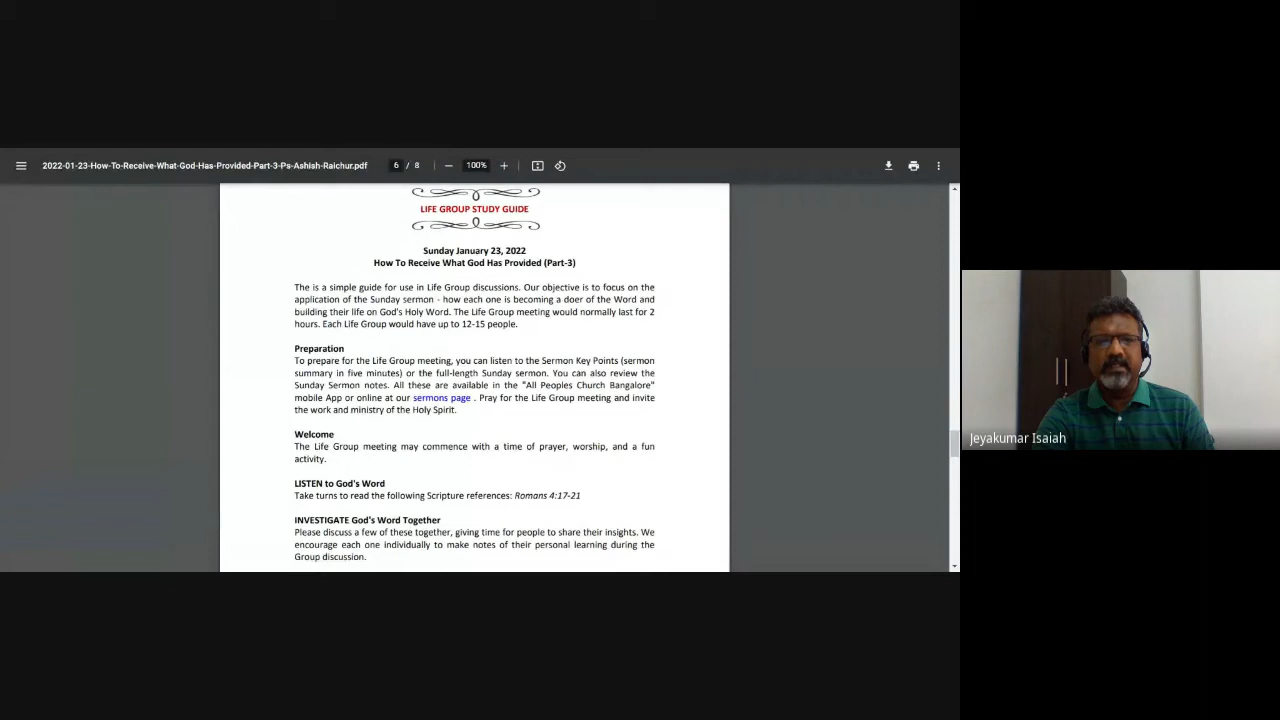 2022-01-23-How-To-Receive-What-God-Has-Provided-Part-3-Ps-Ashish-Raichur.pdf
6 / 8
100%
LIFE GROUP STUDY GUIDE
Sunday January 23, 2022
How To Receive What God Has Provided (Part-3)
The is a simple guide for use in Life Group discussions. Our objective is to focus on the
application of the Sunday sermon - how each one is becoming a doer of the Word and
building their life on God's Holy Word. The Life Group meeting would normally last for 2
hours. Each Life Group would have up to 12-15 people.
Preparation
To prepare for the Life Group meeting, you can listen to the Sermon Key Points (sermon
summary in five minutes) or the full-length Sunday sermon. You can also review the
Sunday Sermon notes. All these are available in the "All Peoples Church Bangalore"
mobile App or online at our sermons page . Pray for the Life Group meeting and invite
the work and ministry of the Holy Spirit.
Welcome
The Life Group meeting may commence with a time of prayer, worship, and a fun
activity.
LISTEN to God's Word
Take turns to read the following Scripture references: Romans 4:17-21
INVESTIGATE God's Word Together
Please discuss a few of these together, giving time for people to share their insights. We
encourage each one individually to make notes of their personal learning during the
Group discussion.
Jeyakumar Isaiah